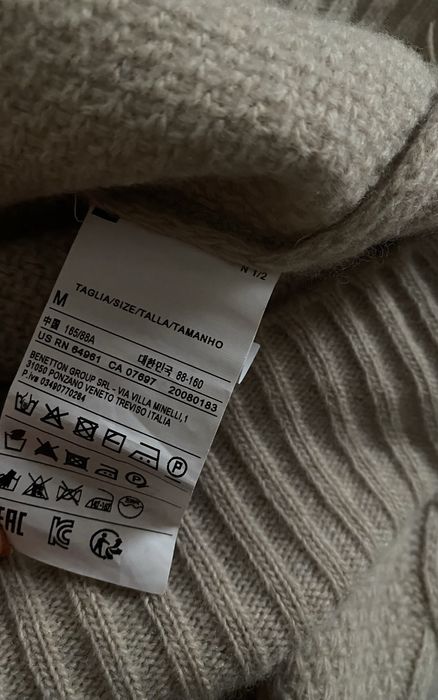 N 1/2
TAGLIA/SIZE/TALLA/TAMANHO
M
中国 165/88A 대한민국 88-160
US RN 64961 CA 07697 20080183
BENETTON GROUP SRL - VIA VILLA MINELLI,1
31050 PONZANO VENETO TREVISO ITALIA
P.iva 03490770264
P
EAC